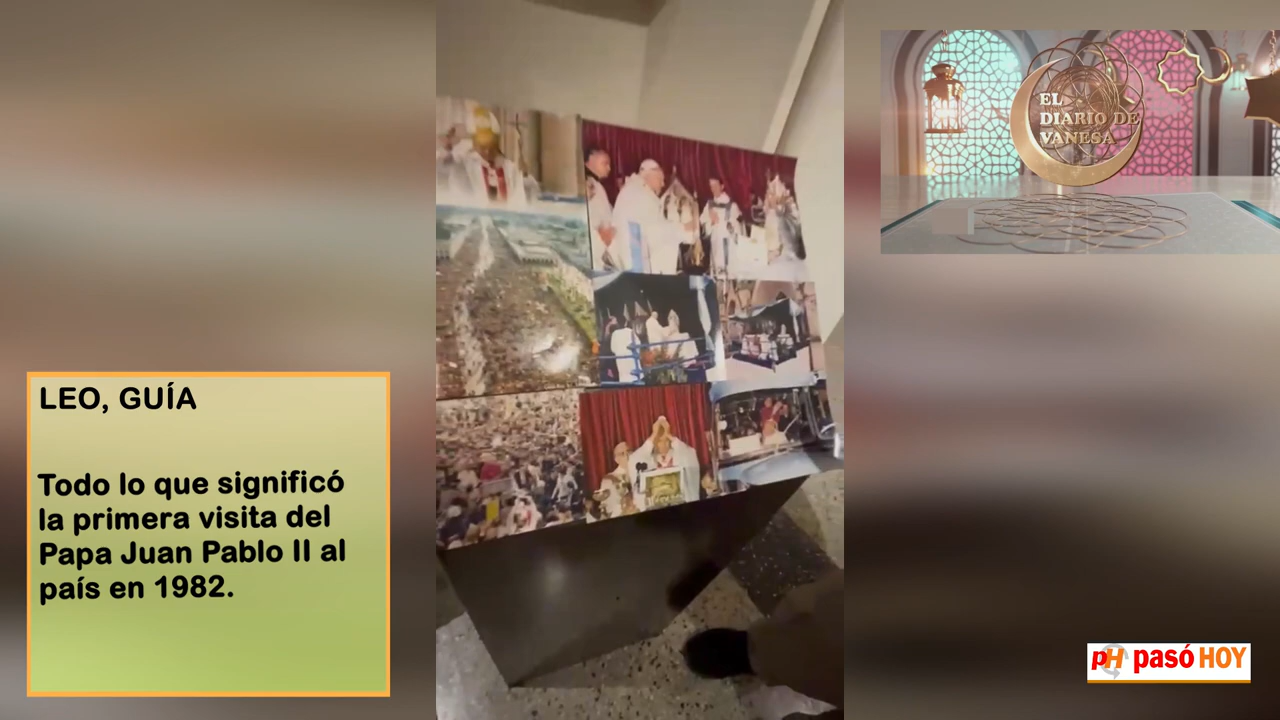 LEO, GUÍA
Todo lo que significó
la primera visita del
Papa Juan Pablo II al
país en 1982.
EL
DIARIO DE
VANESA
pH pasó HOY